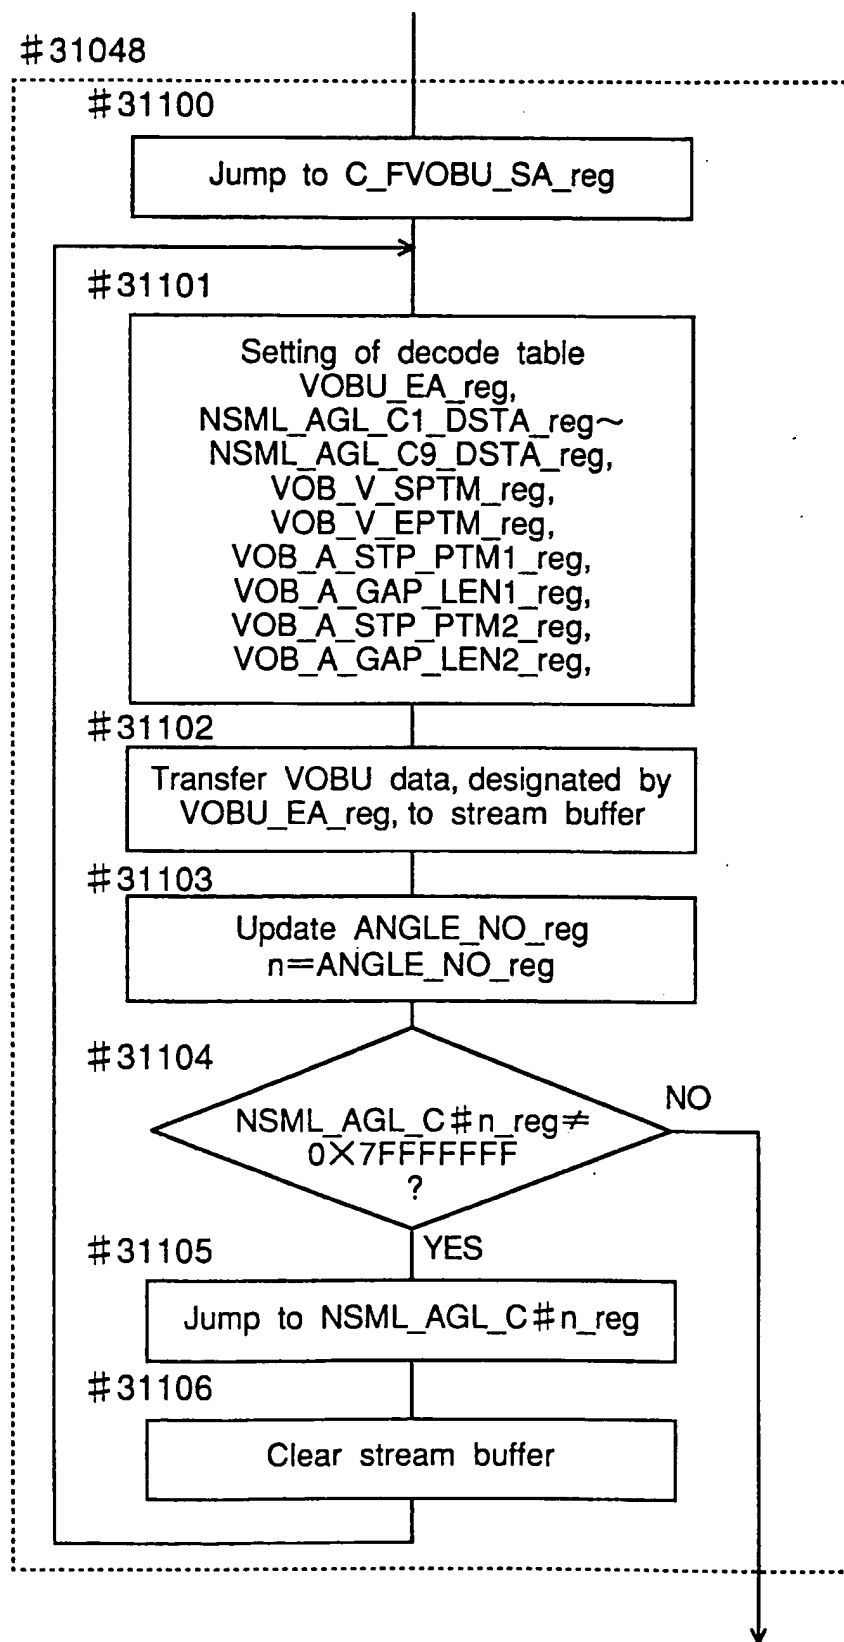 #31048
#31100
Jump to C_FVOBU_SA_reg
#31101
Setting of decode table
VOBU_EA_reg,
NSML_AGL_C1_DSTA_reg~
NSML_AGL_C9_DSTA_reg,
VOB_V_SPTM_reg,
VOB_V_EPTM_reg,
VOB_A_STP_PTM1_reg,
VOB_A_GAP_LEN1_reg,
VOB_A_STP_PTM2_reg,
VOB_A_GAP_LEN2_reg,
#31102
Transfer VOBU data, designated by
VOBU_EA_reg, to stream buffer
#31103
Update ANGLE_NO_reg
n=ANGLE_NO_reg
#31104
NSML_AGL_C#n_reg≠
0X7FFFFFFF
?
NO
YES
#31105
Jump to NSML_AGL_C#n_reg
#31106
Clear stream buffer